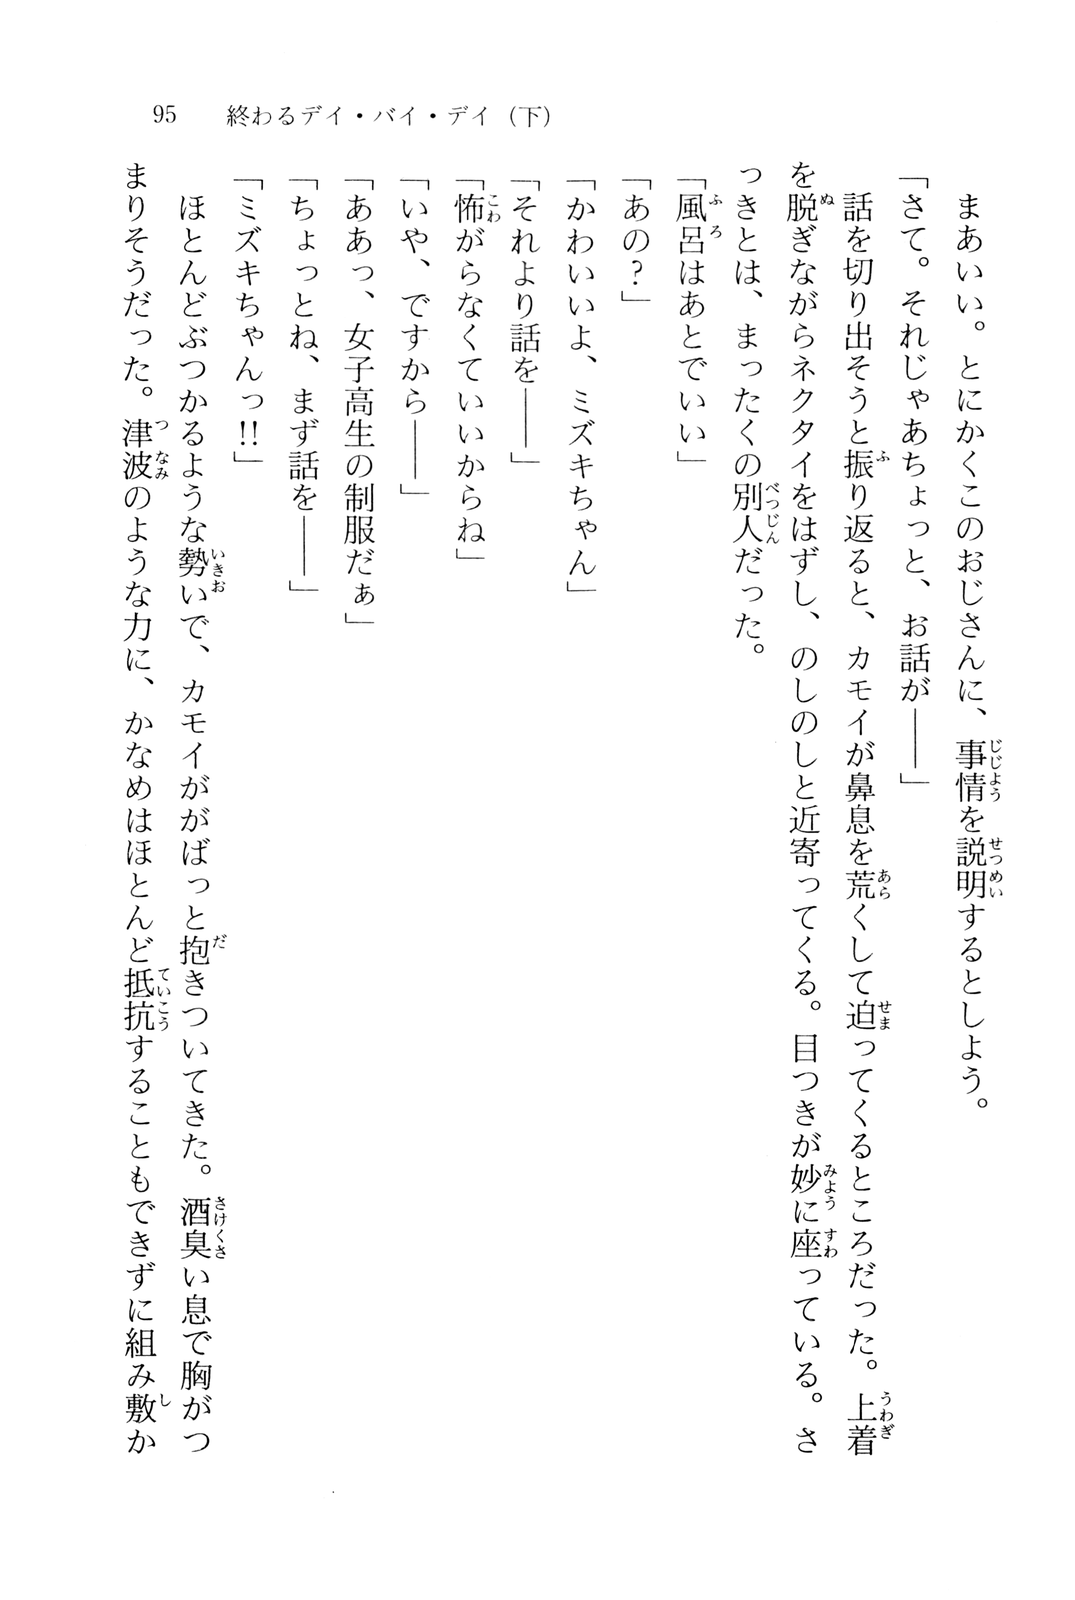 95　終わるデイ・バイ・デイ（下）
　まあいい。とにかくこのおじさんに、事情を説明するとしよう。
「さて。それじゃあちょっと、お話が――」
　話を切り出そうと振り返ると、カモイが鼻息を荒くして迫ってくるところだった。上着
を脱ぎながらネクタイをはずし、のしのしと近寄ってくる。目つきが妙に座っている。さ
っきとは、まったくの別人だった。
「風呂はあとでいい」
「あの？」
「かわいいよ、ミズキちゃん」
「それより話を――」
「怖がらなくていいからね」
「いや、ですから――」
「ああっ、女子高生の制服だぁ」
「ちょっとね、まず話を――」
「ミズキちゃんっ!!」
　ほとんどぶつかるような勢いで、カモイががばっと抱きついてきた。酒臭い息で胸がつ
まりそうだった。津波のような力に、かなめはほとんど抵抗することもできずに組み敷か